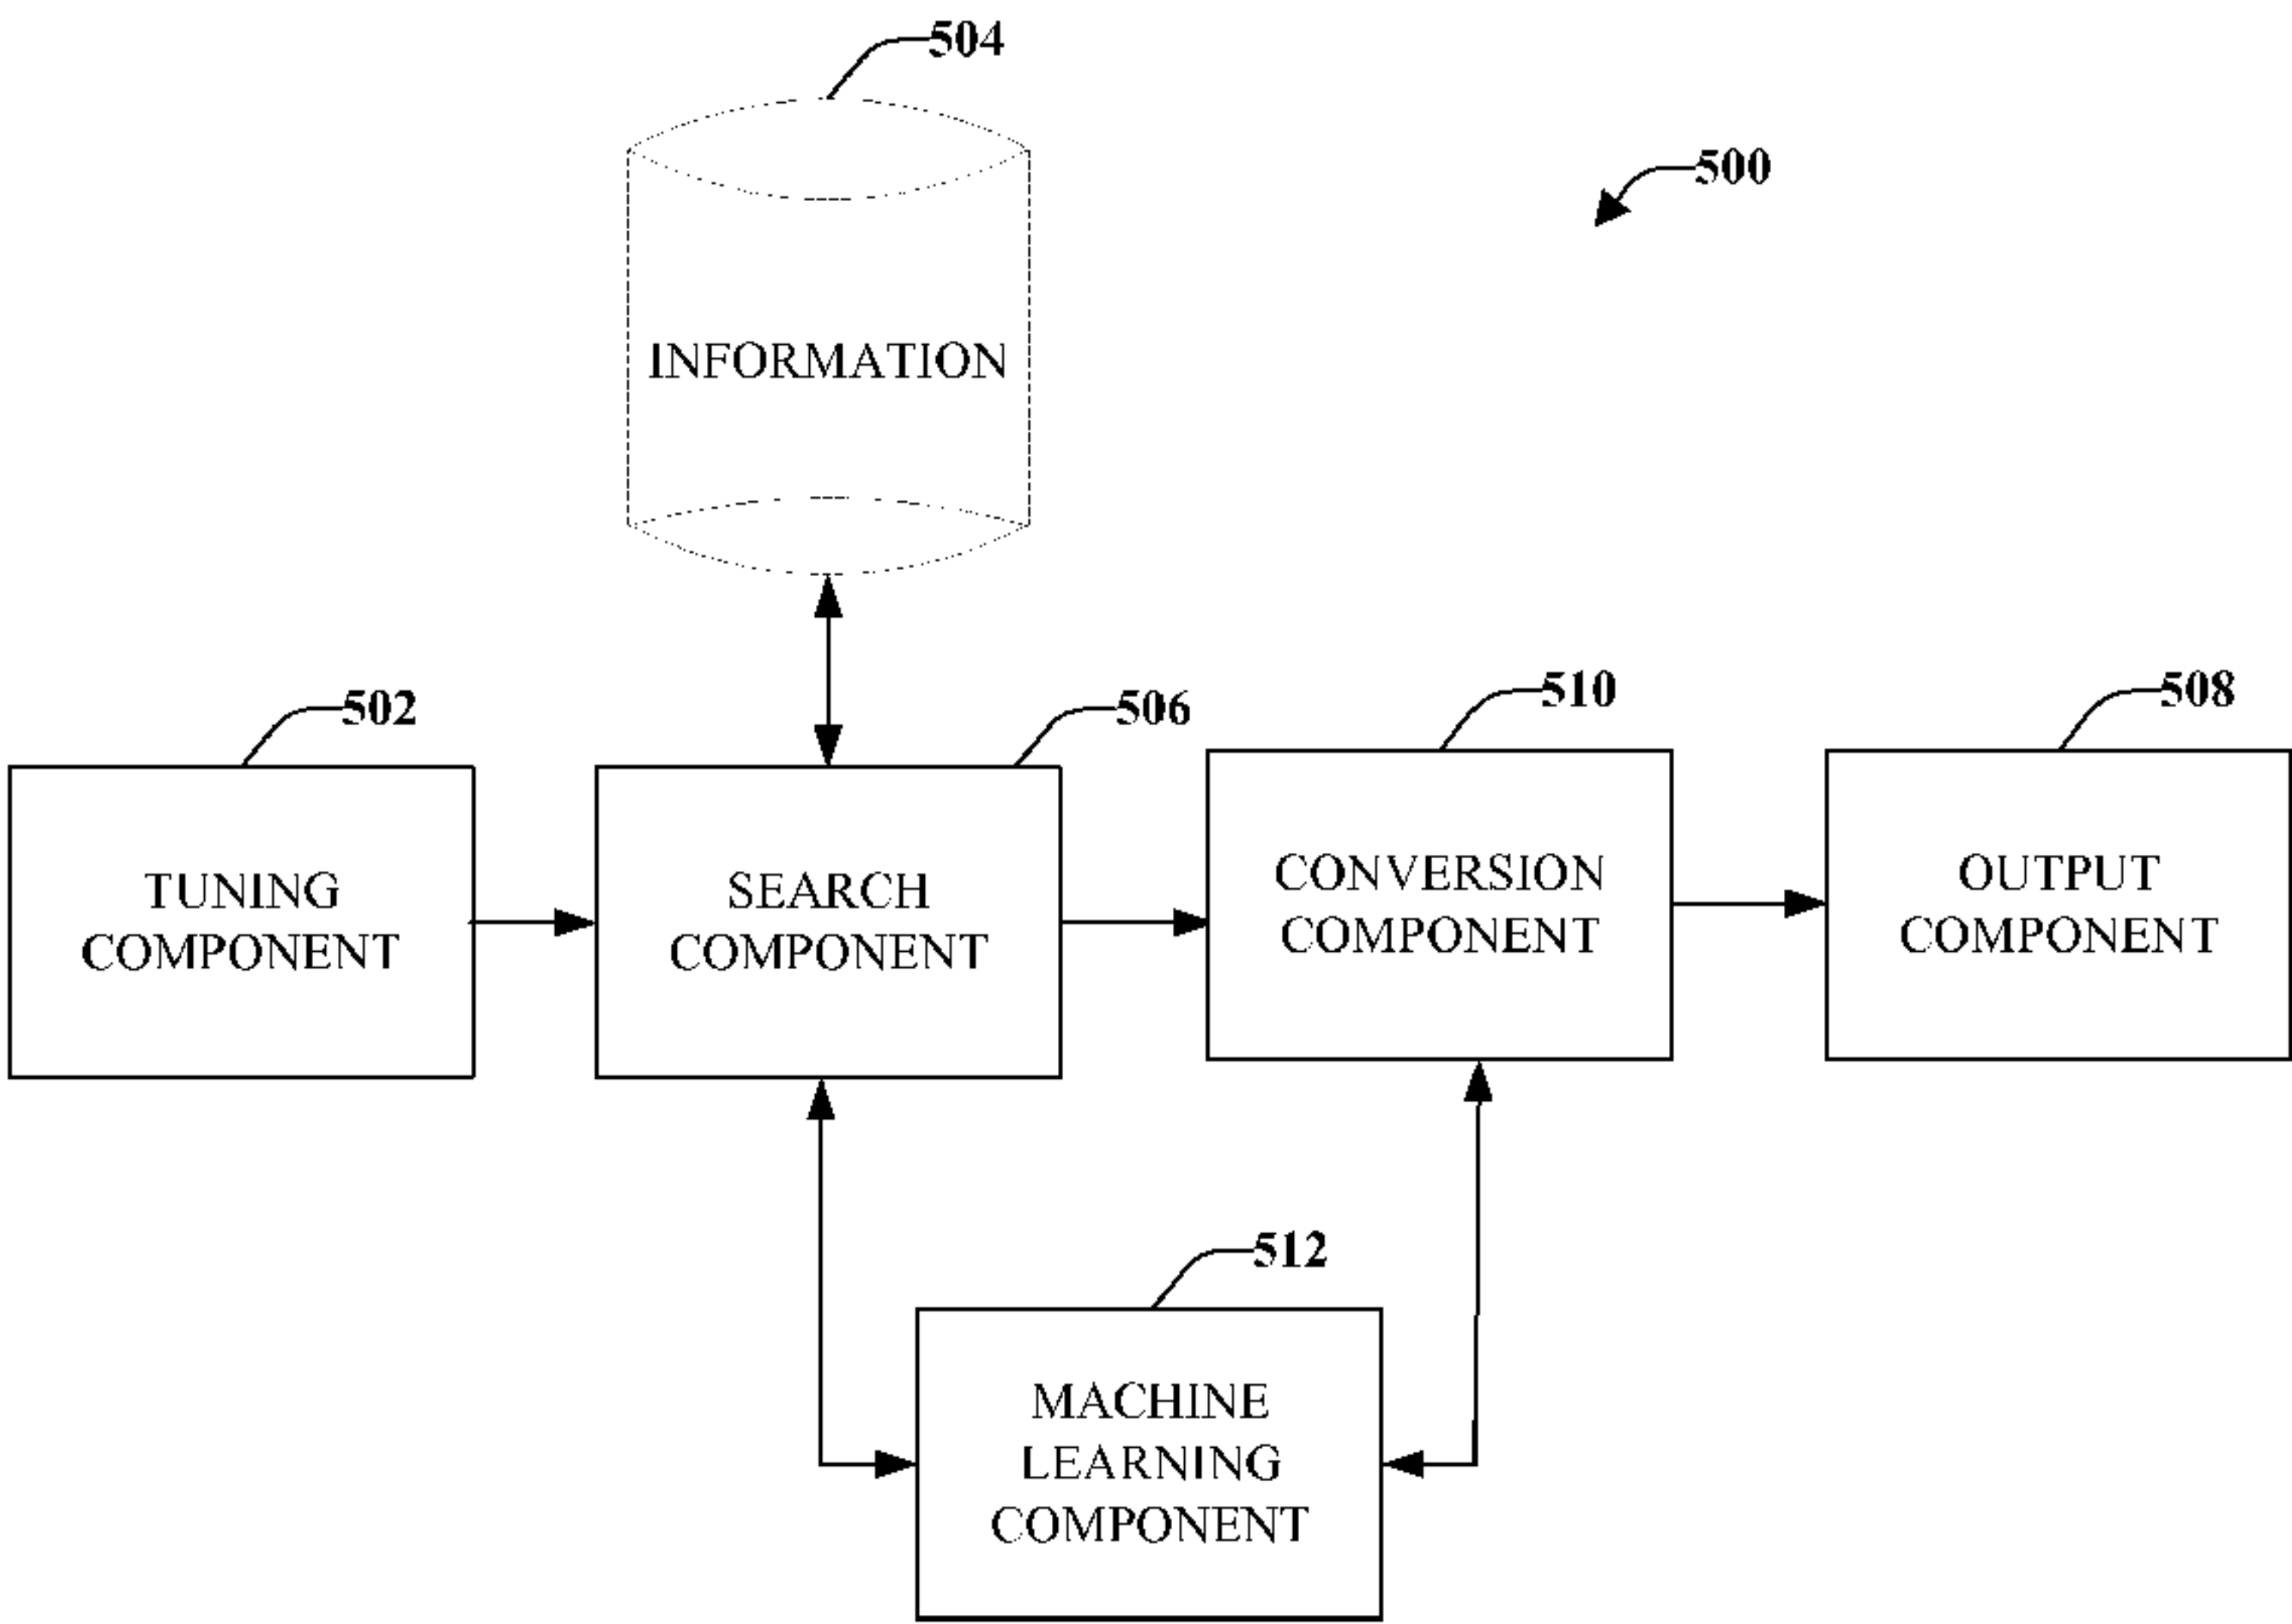 504
500
INFORMATION
502
506
510
508
TUNING
COMPONENT
SEARCH
COMPONENT
CONVERSION
COMPONENT
OUTPUT
COMPONENT
512
MACHINE
LEARNING
COMPONENT